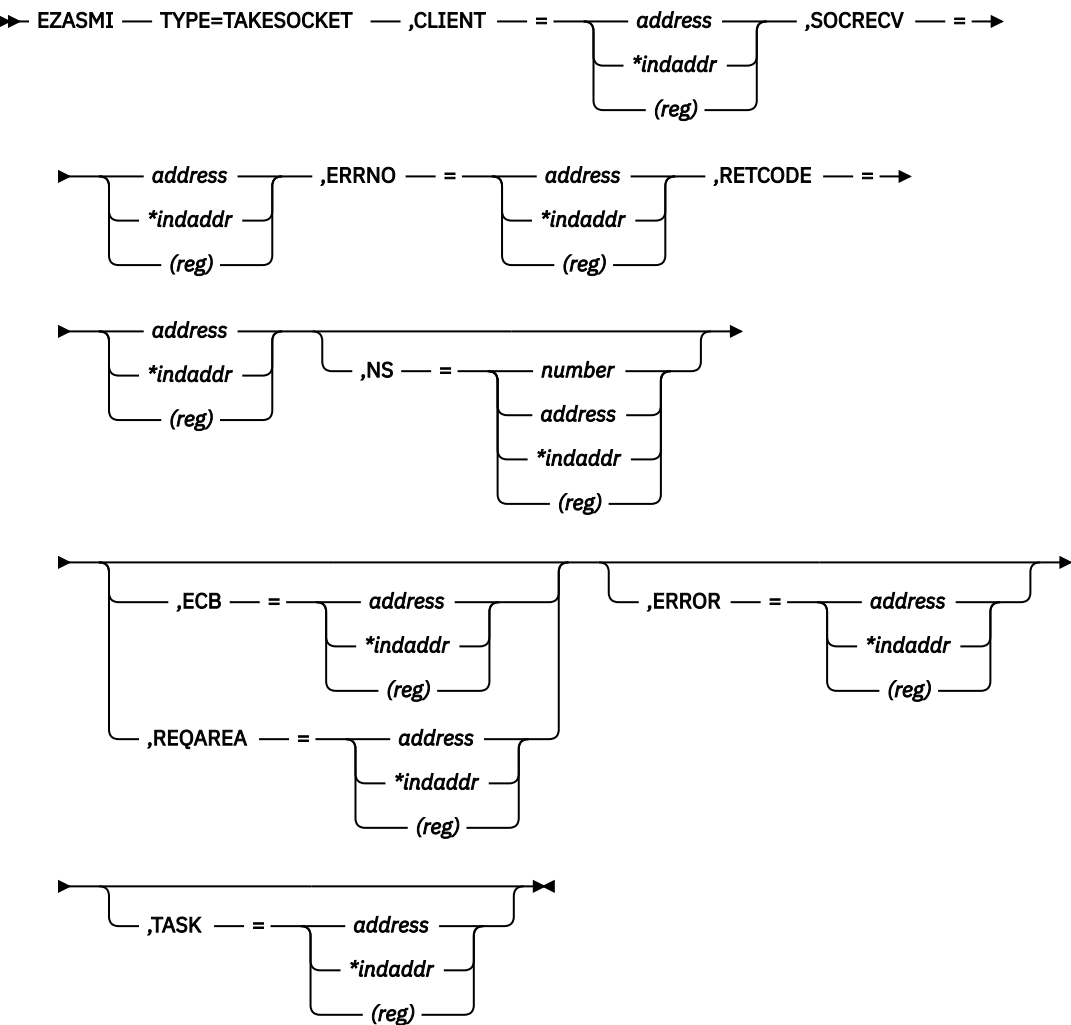 EZASMI TYPE=TAKESOCKET ,CLIENT = address ,SOCRECV =
*indaddr
(reg)
address ,ERRNO = address ,RETCODE =
*indaddr *indaddr
(reg) (reg)
address
,NS = number
*indaddr
address
(reg)
*indaddr
(reg)
,ECB = address ,ERROR = address
*indaddr *indaddr
(reg) (reg)
,REQAREA = address
*indaddr
(reg)
,TASK = address
*indaddr
(reg)